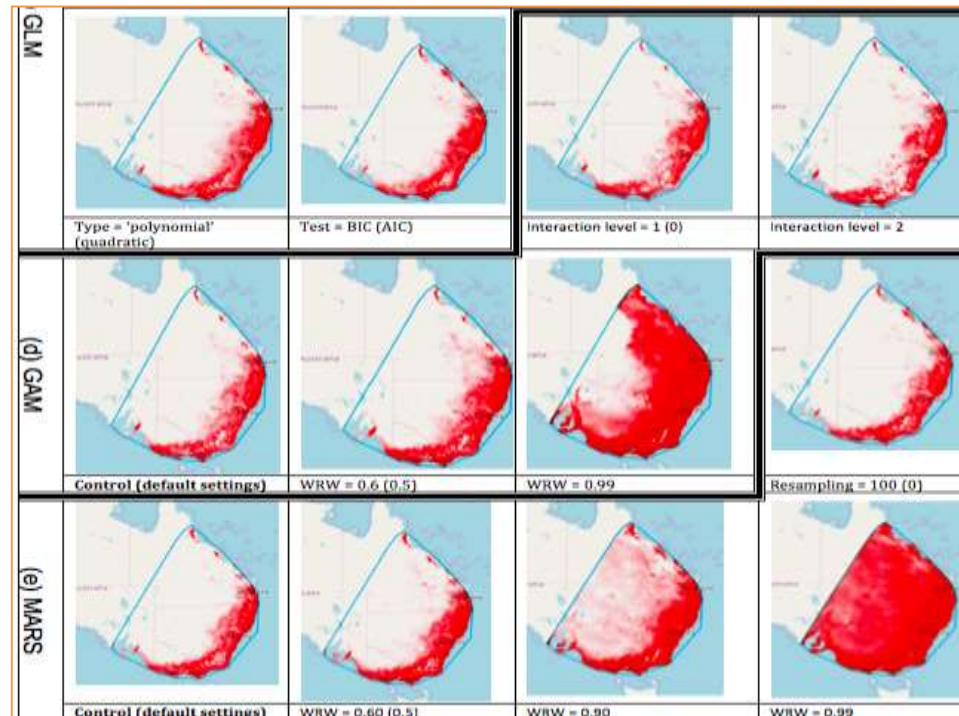 GLM
Type = 'polynomial'
(quadratic)
Test = BIC (AIC)
Interaction level = 1 (0)
Interaction level = 2
(d) GAM
Control (default settings)
WRW = 0.6 (0.5)
WRW = 0.99
Resampling = 100 (0)
(e) MARS
Control (default settings)
WRW = 0.60 (0.5)
WRW = 0.90
WRW = 0.99